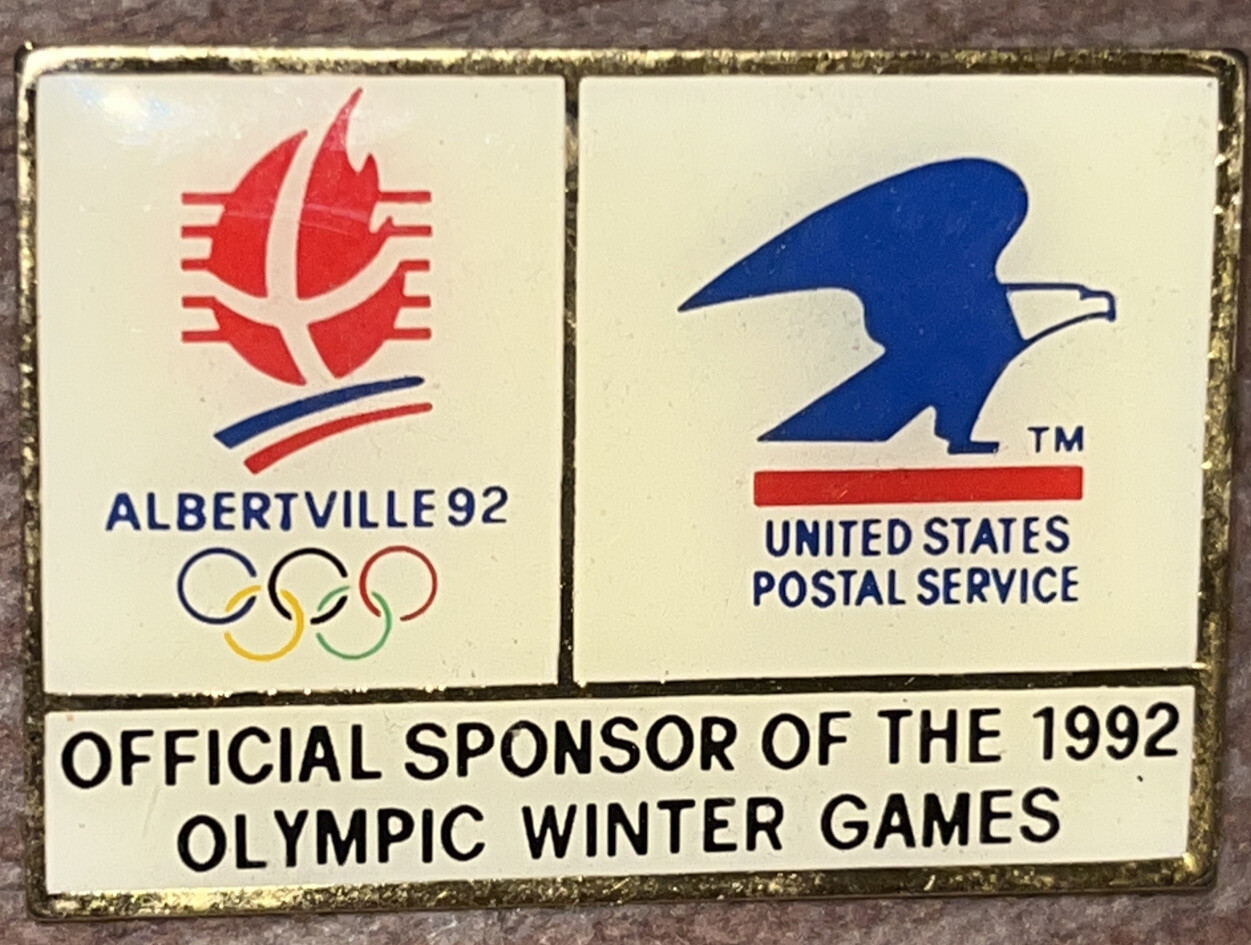 ALBERTVILLE 92
TM
UNITED STATES
POSTAL SERVICE
OFFICIAL SPONSOR OF THE 1992
OLYMPIC WINTER GAMES